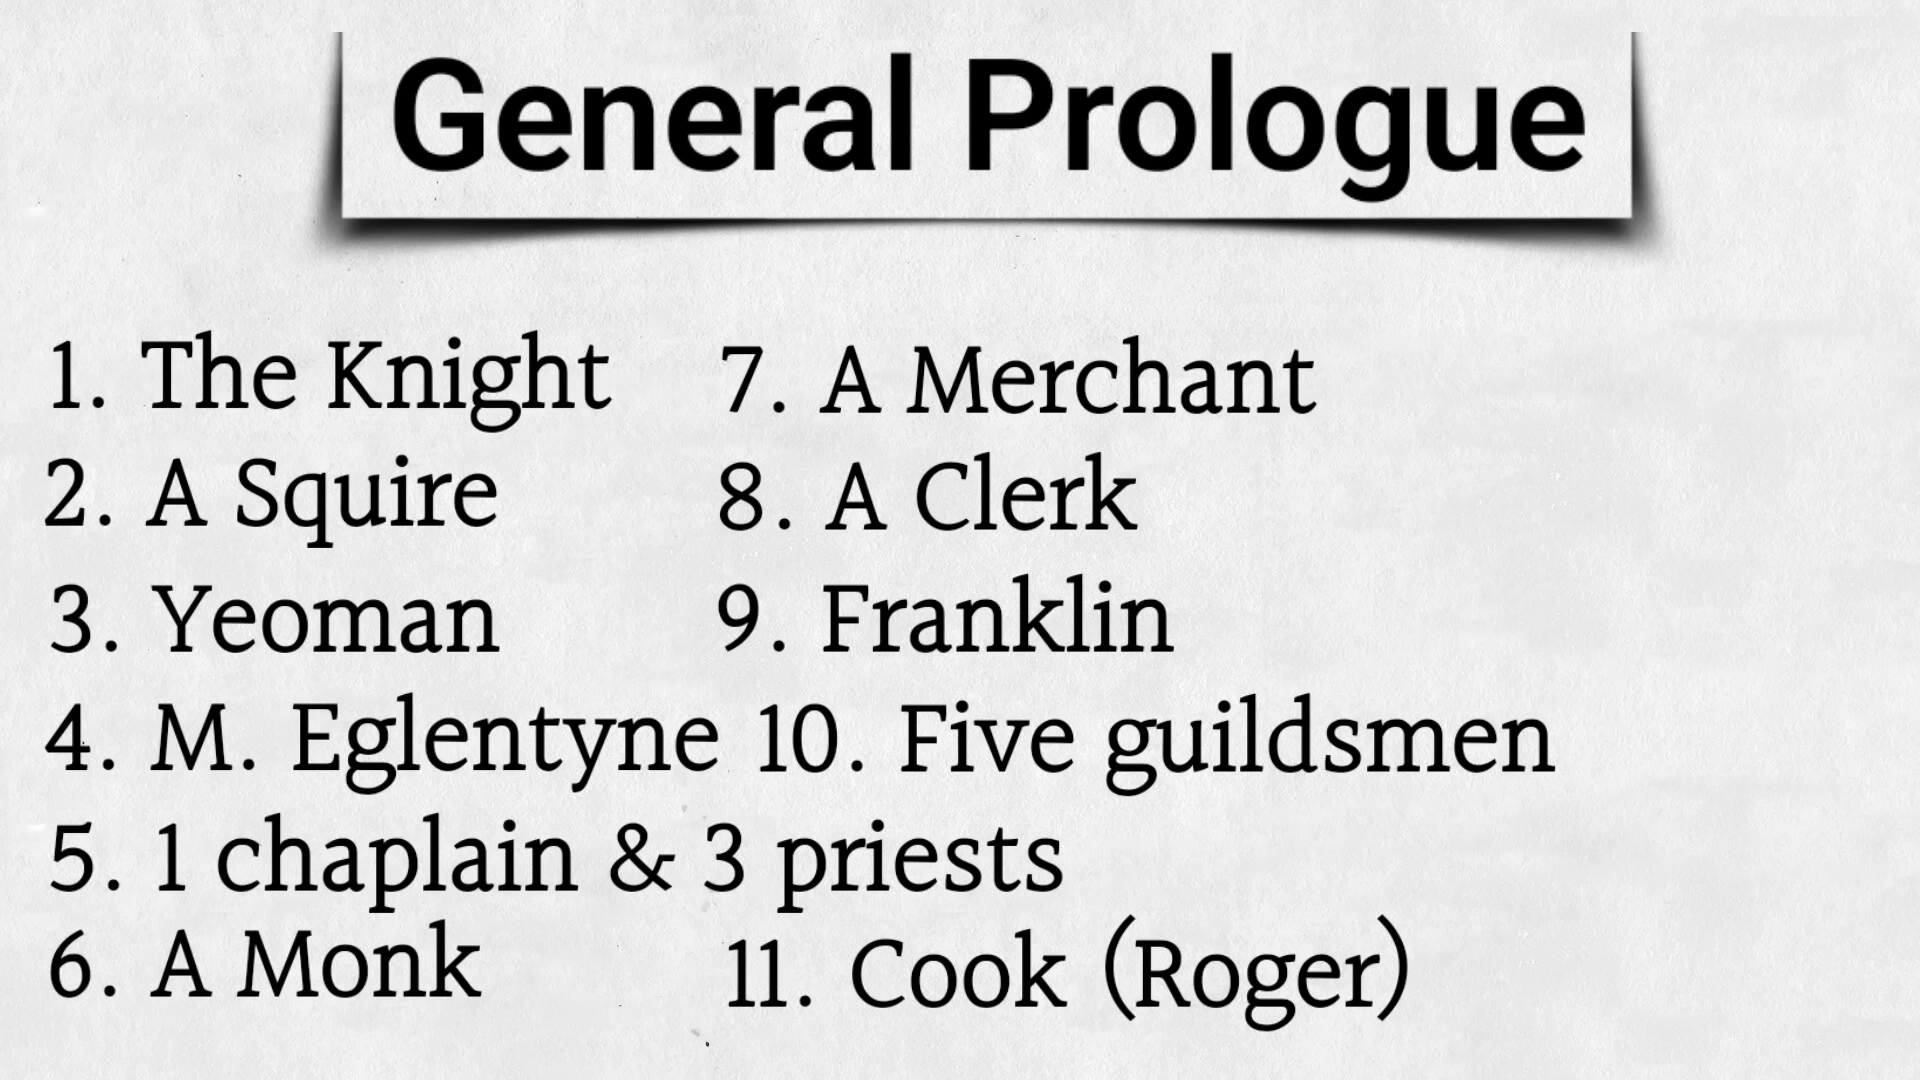 General Prologue
1. The Knight
2. A Squire
3. Yeoman
4. M. Eglentyne
5. 1 chaplain & 3 priests
6. A Monk
7. A Merchant
8. A Clerk
9. Franklin
10. Five guildsmen
11. Cook (Roger)